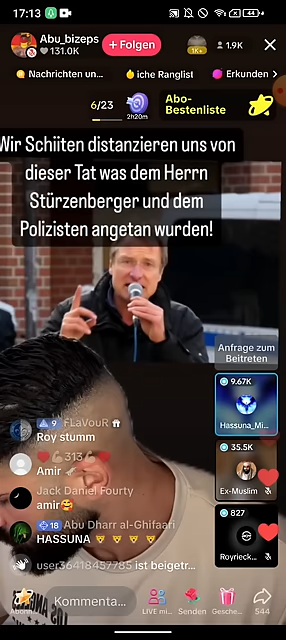 17:13
44
Abu_bizeps
131.0K
+ Folgen
1K+
1.9K
Nachrichten un...
iche Ranglist
Erkunden >
6/23
2h20m
Abo-
Bestenliste
Wir Schiiten distanzieren uns von
dieser Tat was dem Herrn
Stürzenberger und dem
Polizisten angetan wurden!
Anfrage zum
Beitreten
9.67K
Hassuna_Mi...
35.5K
Ex-Muslim
827
Royrieck...
9 FLaVouR
Roy stumm
313
Amir
Jack Daniel Fourty
amir
18 Abu Dharr al-Ghifaari
HASSUNA
user36418457785 ist beigetr...
Abonn
Kommenta...
LIVE mi...
Senden
Gesche...
544